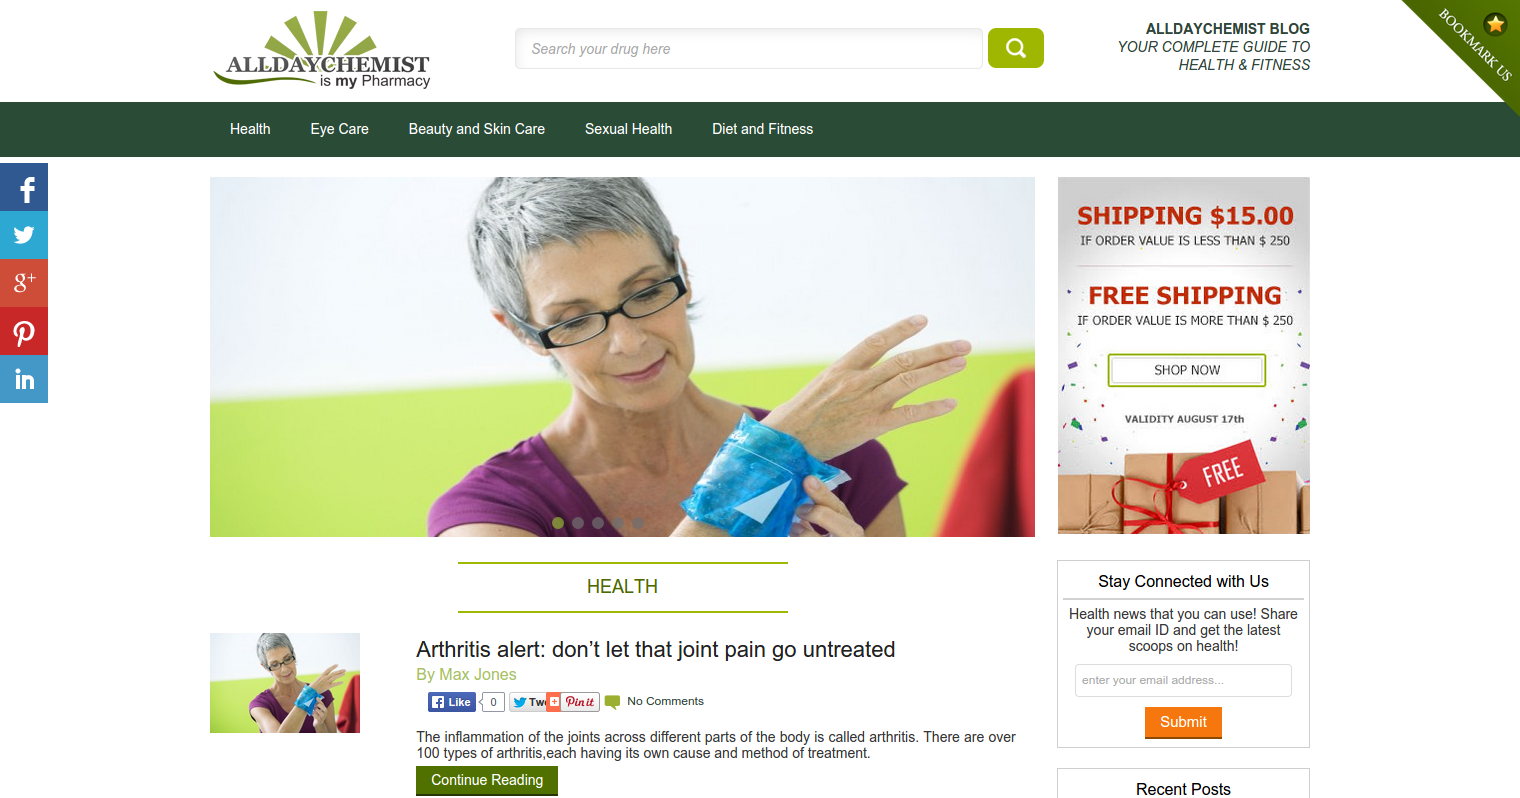 ALLDAYCHEMIST
is my Pharmacy
Search your drug here
ALLDAYCHEMIST BLOG
YOUR COMPLETE GUIDE TO
HEALTH & FITNESS
BOOKMARK US
Health
Eye Care
Beauty and Skin Care
Sexual Health
Diet and Fitness
f
g+
in
SHIPPING $15.00
IF ORDER VALUE IS LESS THAN $ 250
FREE SHIPPING
IF ORDER VALUE IS MORE THAN $ 250
SHOP NOW
VALIDITY AUGUST 17th
FREE
HEALTH
Arthritis alert: don’t let that joint pain go untreated
By Max Jones
Like 0 Twe Pin it No Comments
The inflammation of the joints across different parts of the body is called arthritis. There are over
100 types of arthritis,each having its own cause and method of treatment.
Continue Reading
Stay Connected with Us
Health news that you can use! Share
your email ID and get the latest
scoops on health!
enter your email address...
Submit
Recent Posts